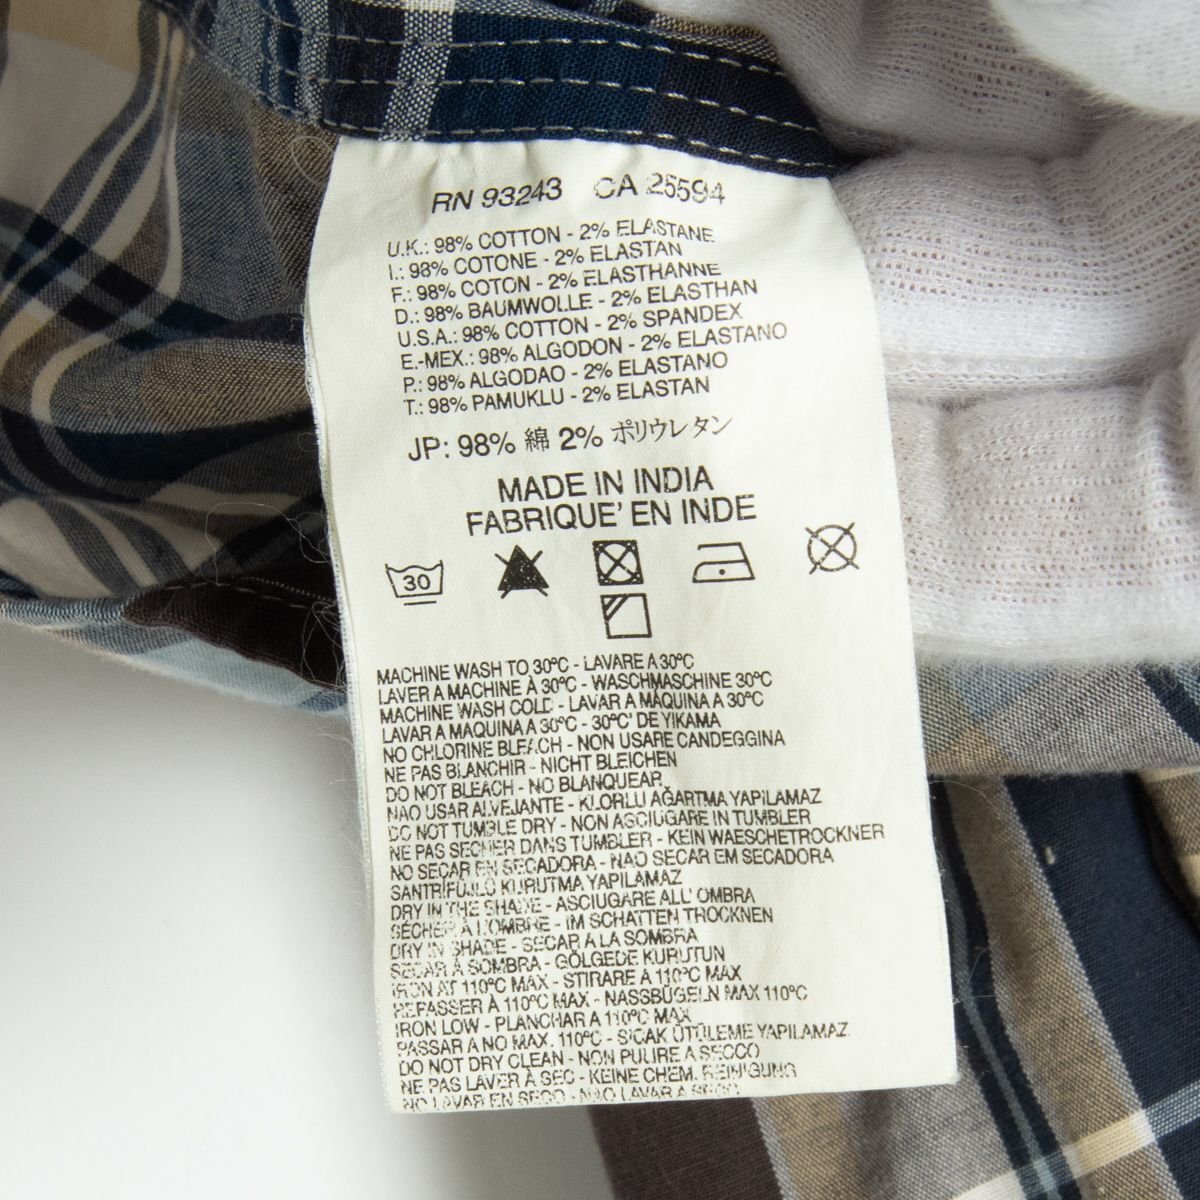 RN 93243 CA 25594
U.K.: 98% COTTON - 2% ELASTANE
I.: 98% COTONE - 2% ELASTAN
F.: 98% COTON - 2% ELASTHANNE
D.: 98% BAUMWOLLE - 2% ELASTHAN
U.S.A.: 98% COTTON - 2% SPANDEX
E.-MEX.: 98% ALGODON - 2% ELASTANO
P.: 98% ALGODAO - 2% ELASTANO
T.: 98% PAMUKLU - 2% ELASTAN
JP: 98% 綿 2% ポリウレタン
MADE IN INDIA
FABRIQUE' EN INDE
30
MACHINE WASH TO 30°C - LAVARE A 30°C
LAVER A MACHINE À 30°C - WASCHMASCHINE 30°C
MACHINE WASH COLD - LAVAR A MÁQUINA A 30°C
LAVAR A MAQUINA A 30°C - 30°C' DE YIKAMA
NO CHLORINE BLEACH - NON USARE CANDEGGINA
NE PAS BLANCHIR - NICHT BLEICHEN
DO NOT BLEACH - NO BLANQUEAR
NAO USAR ALVEJANTE - KLORLU AĞARTMA YAPILAMAZ
DO NOT TUMBLE DRY - NON ASCIUGARE IN TUMBLER
NE PAS SECHER DANS TUMBLER - KEIN WAESCHETROCKNER
NO SECAR EN SECADORA - NAO SECAR EM SECADORA
SANTRİFÜJLÜ KURUTMA YAPILAMAZ
DRY IN THE SHADE - ASCIUGARE ALL' OMBRA
SÉCHER À L'OMBRE - IM SCHATTEN TROCKNEN
DRY IN SHADE - SECAR A LA SOMBRA
SECAR À SOMBRA - GÖLGEDE KURUTUN
IRON AT 110°C MAX - STIRARE A 110°C MAX
REPASSER À 110°C MAX - NASSBÜGELN MAX 110°C
IRON LOW - PLANCHAR A 110°C MAX
PASSAR A NO MAX. 110°C - SICAK ÜTÜLEME YAPILAMAZ
DO NOT DRY CLEAN - NON PULIRE A SECCO
NE PAS LAVER À SEC - KEINE CHEM. REINIGUNG
NO LAVAR EN SECO - NAO LAVAR A SECO